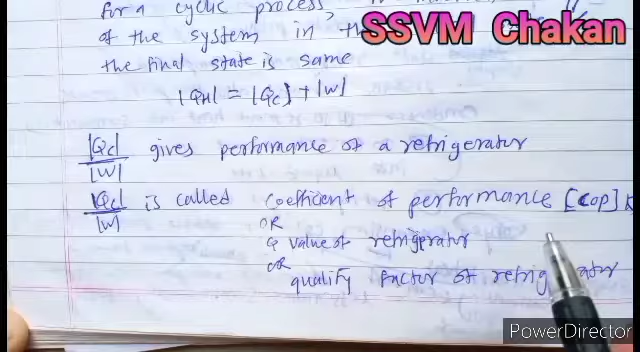 for a cyclic process,
SSVM Chakan
of the system in
the final state is same
|QH| = |Qc| + |W|
|Qc|/|W| gives performance of a refrigerator
|Qc|/|W| is called coefficient of performance [COP]
OR
Q value of refrigerator
OR
quality factor of refrigerator
PowerDirector